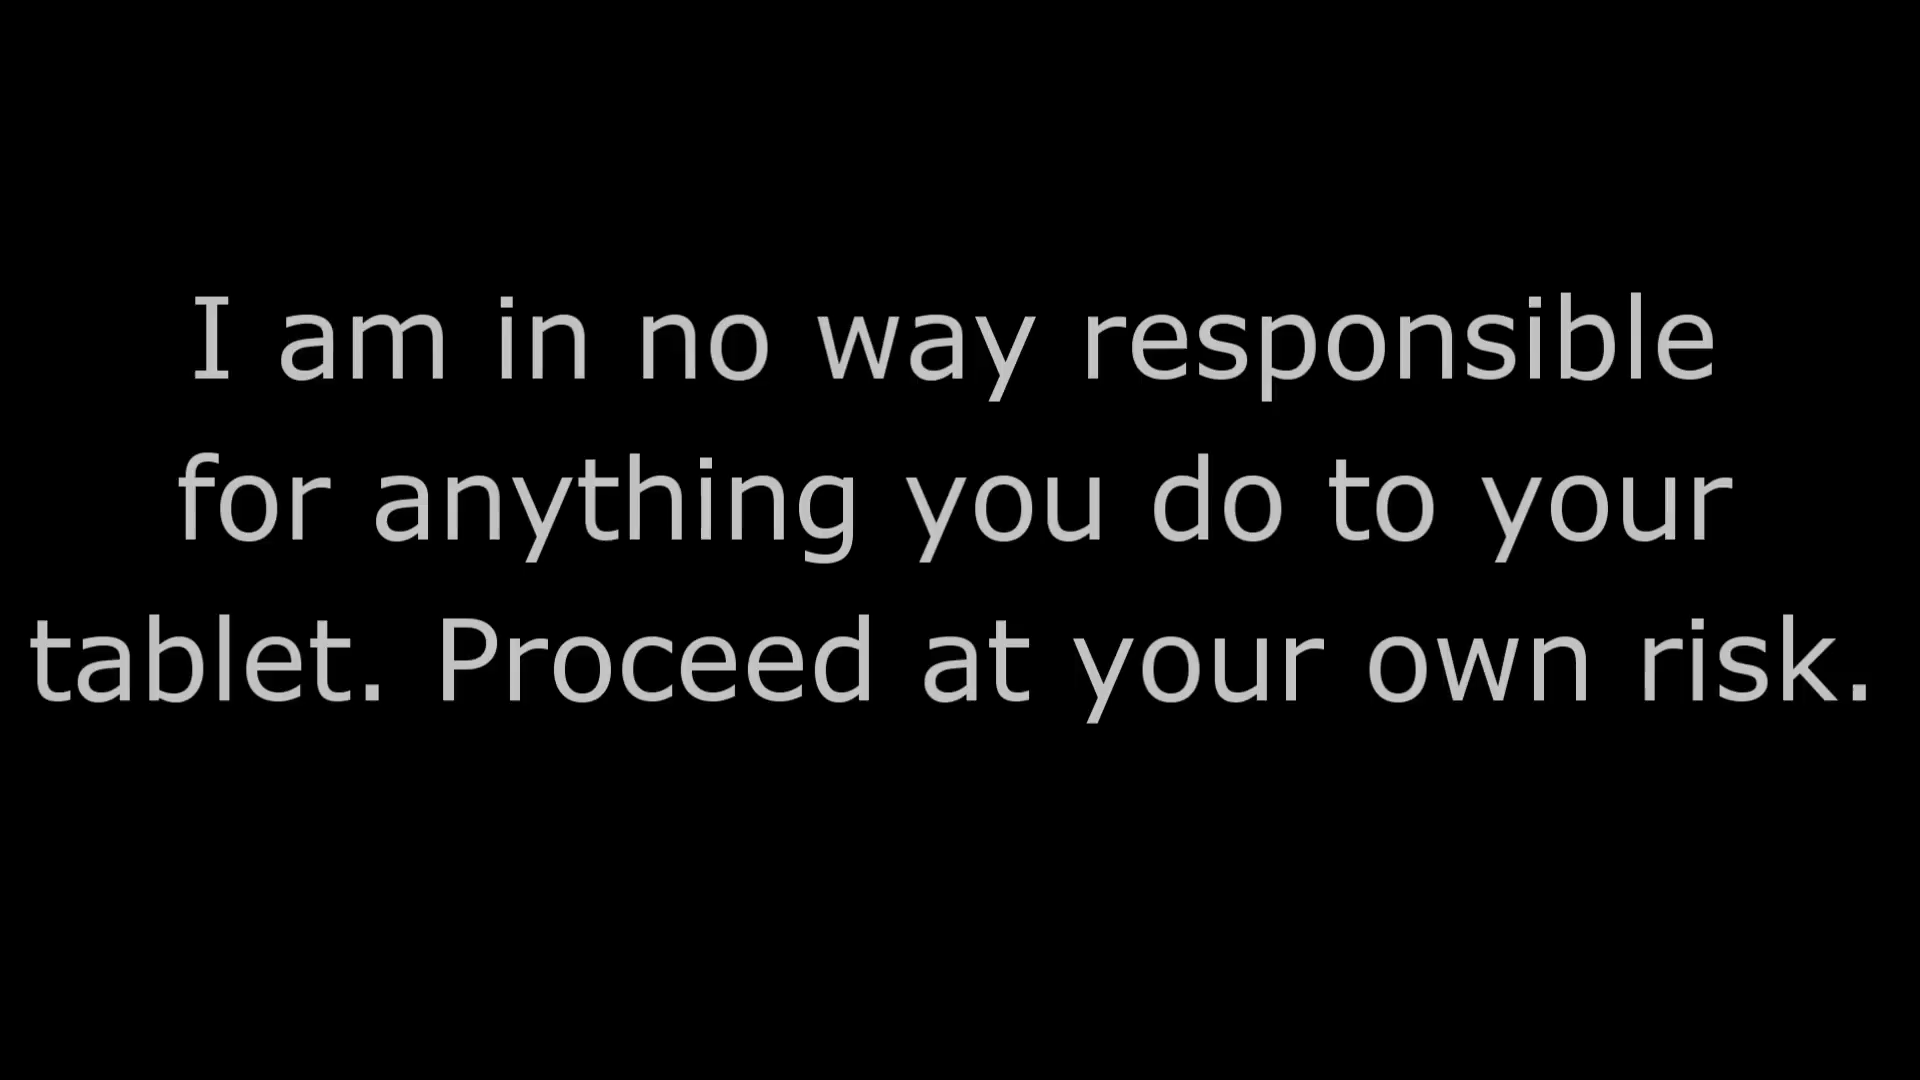 I am in no way responsible
for anything you do to your
tablet. Proceed at your own risk.